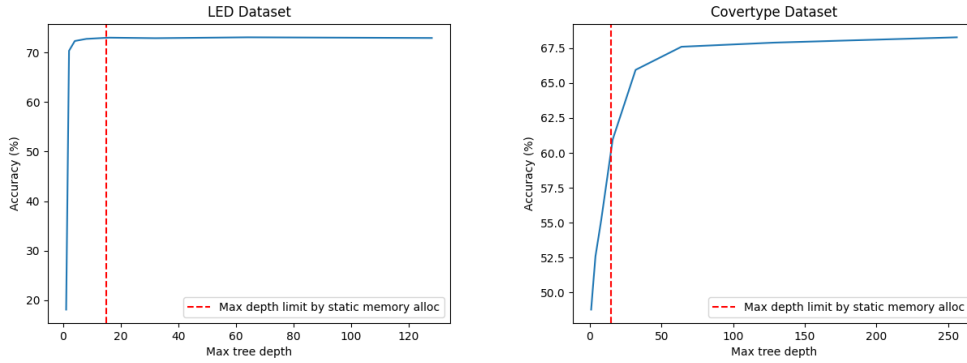 LED Dataset
Accuracy (%)
70
60
50
40
30
20
0 20 40 60 80 100 120
Max tree depth
Max depth limit by static memory alloc
Covertype Dataset
Accuracy (%)
67.5
65.0
62.5
60.0
57.5
55.0
52.5
50.0
0 50 100 150 200 250
Max tree depth
Max depth limit by static memory alloc